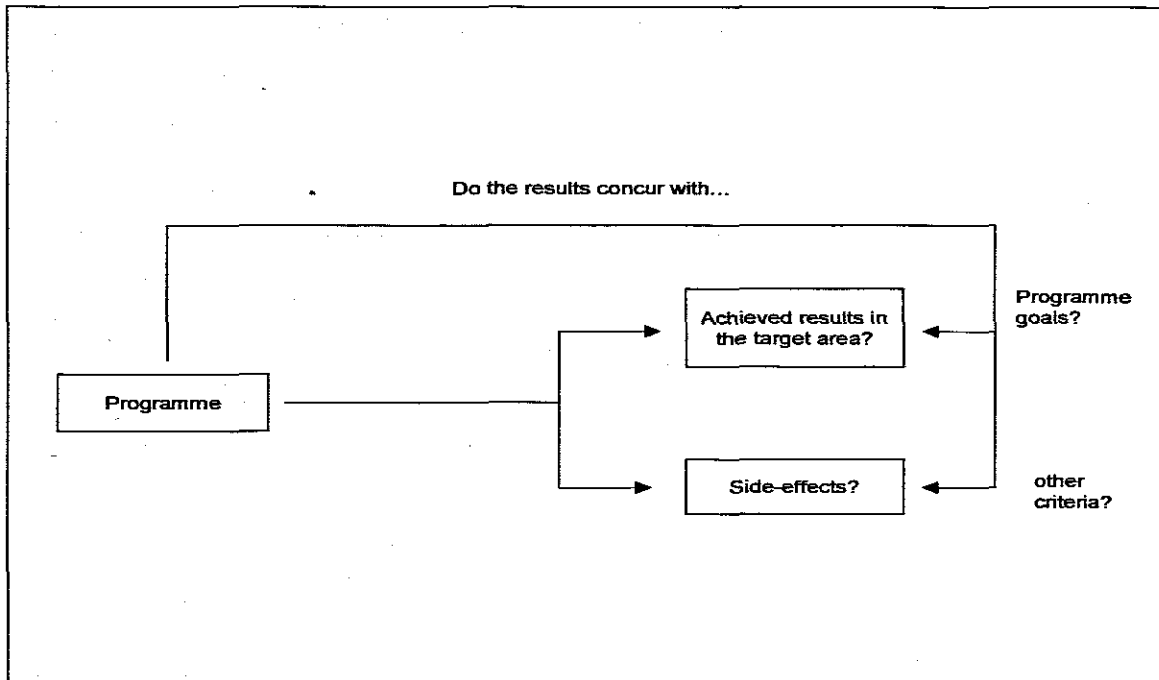 Do the results concur with...
Achieved results in
the target area?
Programme
goals?
Programme
Side-effects?
other
criteria?